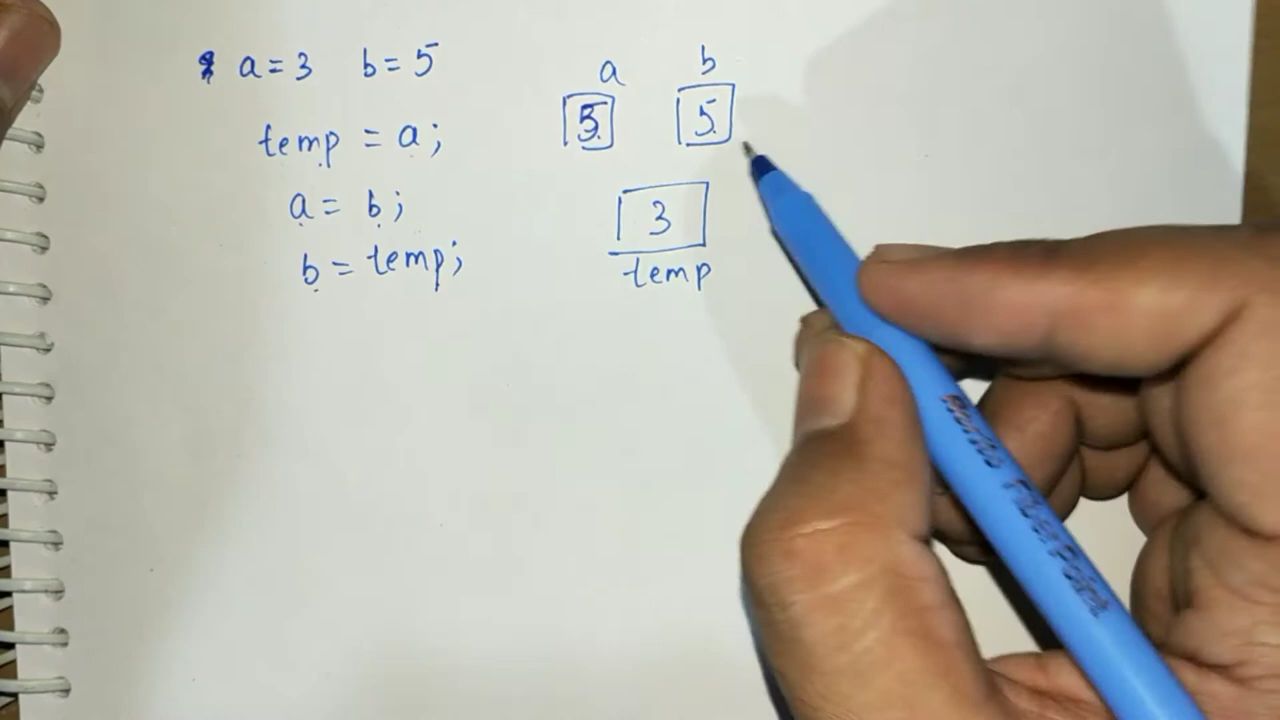 a = 3 b = 5
temp = a;
a = b;
b = temp;
a b
5 5
3
temp